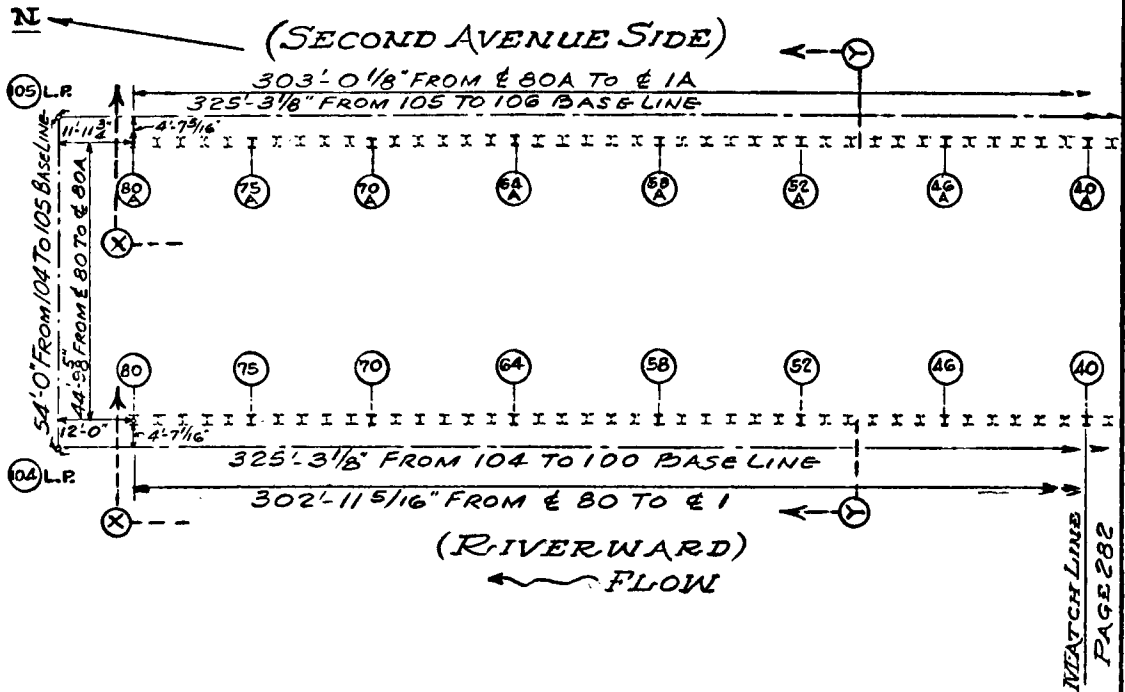 N
(SECOND AVENUE SIDE)
Y
303'-0 1/8" FROM ℄ 80A TO ℄ 1A
105 L.P.
325'-3 1/8" FROM 105 TO 106 BASE LINE
11'-11 3/4"
4'-7 5/16"
80 A
75 A
70 A
64 A
58 A
52 A
46 A
40 A
X
54'-0" FROM 104 TO 105 BASELINE
FROM ℄ 80 TO ℄ 80A
80
75
70
64
58
52
46
40
12'-0"
4'-7 1/16"
325'-3 1/8" FROM 104 TO 100 BASE LINE
104 L.P.
302'-11 5/16" FROM ℄ 80 TO ℄ 1
X
Y
(RIVERWARD)
FLOW
MATCH LINE
PAGE 282